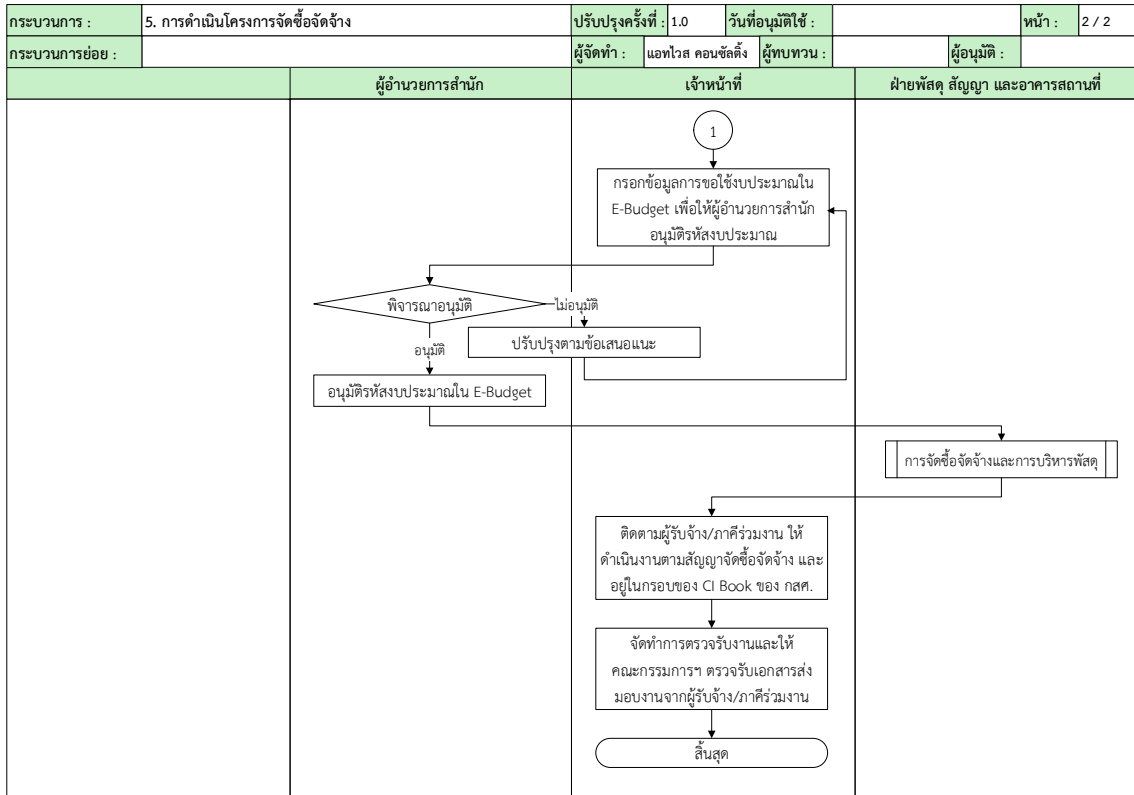 กระบวนการ : 5. การดำเนินโครงการจัดซื้อจัดจ้าง ปรับปรุงครั้งที่ : 1.0 วันที่อนุมัติใช้ : หน้า : 2 / 2
กระบวนการย่อย : ผู้จัดทำ : แอทไวส คอนซัลติ้ง ผู้ทบทวน : ผู้อนุมัติ :
ผู้อำนวยการสำนัก เจ้าหน้าที่ ฝ่ายพัสดุ สัญญา และอาคารสถานที่
1
กรอกข้อมูลการขอใช้งบประมาณใน
E-Budget เพื่อให้ผู้อำนวยการสำนัก
อนุมัติรหัสงบประมาณ
พิจารณาอนุมัติ
ไม่อนุมัติ
ปรับปรุงตามข้อเสนอแนะ
อนุมัติ
อนุมัติรหัสงบประมาณใน E-Budget
การจัดซื้อจัดจ้างและการบริหารพัสดุ
ติดตามผู้รับจ้าง/ภาคีร่วมงาน ให้
ดำเนินงานตามสัญญาจัดซื้อจัดจ้าง และ
อยู่ในกรอบของ CI Book ของ กสศ.
จัดทำการตรวจรับงานและให้
คณะกรรมการฯ ตรวจรับเอกสารส่ง
มอบงานจากผู้รับจ้าง/ภาคีร่วมงาน
สิ้นสุด